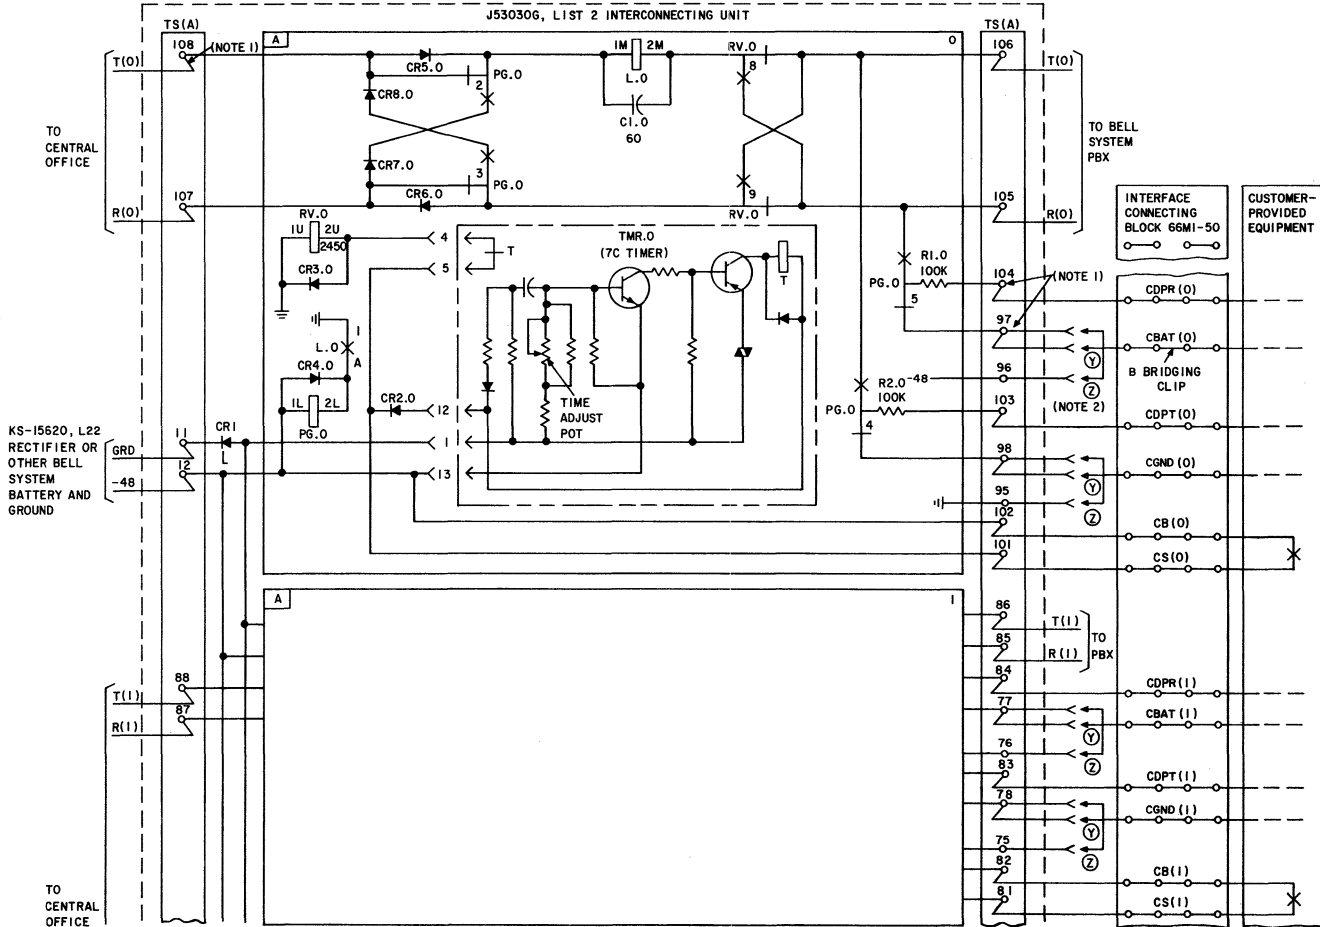 J53030G, LIST 2 INTERCONNECTING UNIT
TS(A)
TS(A)
108
(NOTE 1)
A
1M
2M
RV.0
0
106
T(0)
T(0)
CR5.0
PG.0
2
L.0
8
CR8.0
C1.0
60
TO
CENTRAL
OFFICE
TO BELL
SYSTEM
PBX
CR7.0
3
PG.0
9
107
CR6.0
RV.0
105
R(0)
R(0)
INTERFACE
CONNECTING
BLOCK 66M1-50
CUSTOMER-
PROVIDED
EQUIPMENT
RV.0
1U
2U
2450
4
T
5
TMR.0
(7C TIMER)
CR3.0
T
R1.0
100K
PG.0
5
104
(NOTE 1)
CDPR(0)
1
L.0
A
97
CBAT(0)
Y
B BRIDGING
CLIP
CR4.0
1L
2L
PG.0
CR2.0
12
TIME
ADJUST
POT
R2.0
100K
-48
96
Z
(NOTE 2)
PG.0
4
103
CDPT(0)
KS-15620, L22
RECTIFIER OR
OTHER BELL
SYSTEM
BATTERY AND
GROUND
11
GRD
CR1
L
1
12
-48
13
98
CGND(0)
Y
95
Z
102
CB(0)
101
CS(0)
A
1
86
T(1)
85
R(1)
TO
PBX
84
CDPR(1)
88
T(1)
87
R(1)
77
CBAT(1)
Y
76
Z
83
CDPT(1)
78
CGND(1)
Y
75
Z
82
CB(1)
81
CS(1)
TO
CENTRAL
OFFICE